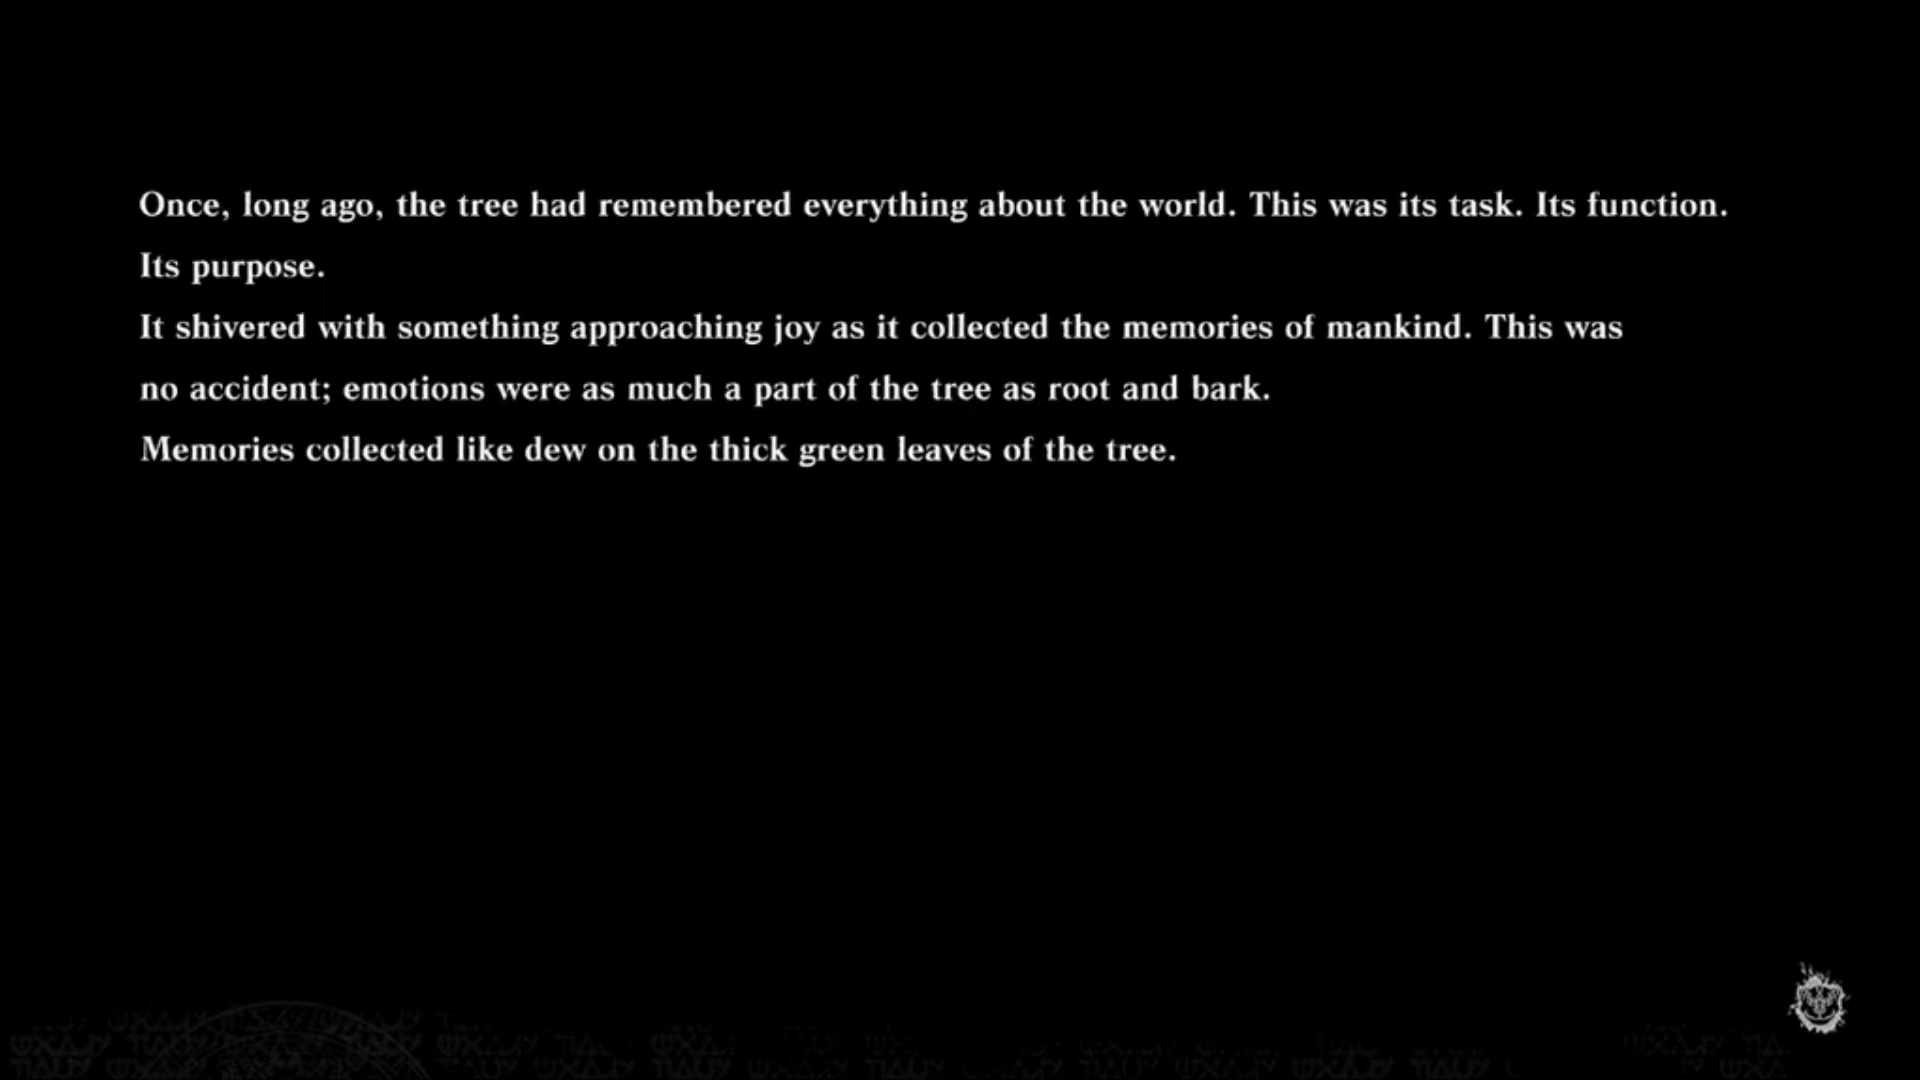 Once, long ago, the tree had remembered everything about the world. This was its task. Its function.
Its purpose.
It shivered with something approaching joy as it collected the memories of mankind. This was
no accident; emotions were as much a part of the tree as root and bark.
Memories collected like dew on the thick green leaves of the tree.